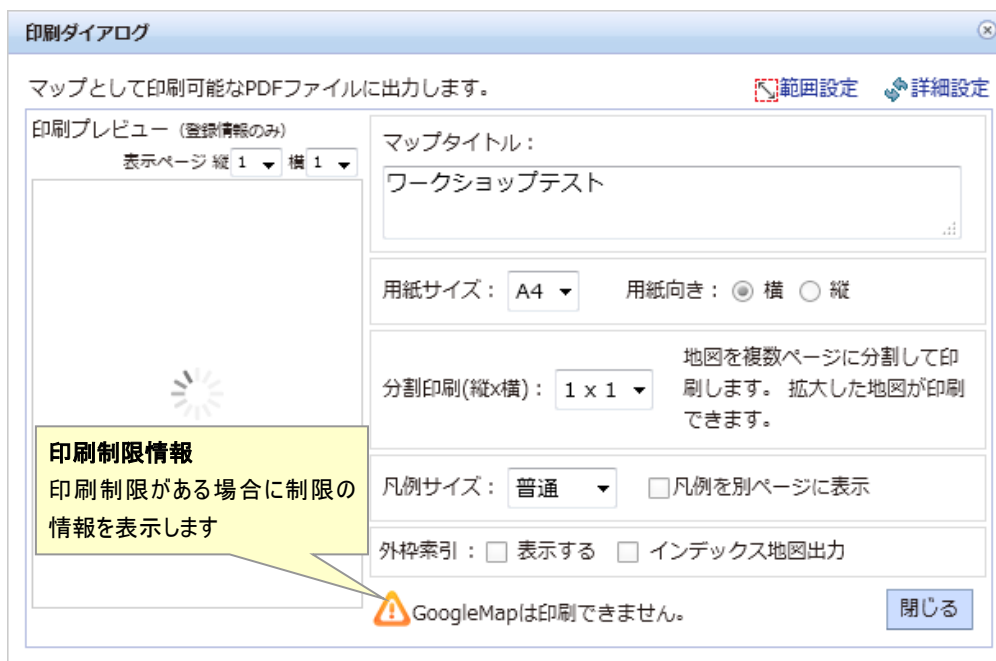 印刷ダイアログ
マップとして印刷可能なPDFファイルに出力します。
範囲設定
詳細設定
印刷プレビュー (登録情報のみ)
表示ページ 縦 1 横 1
マップタイトル：
ワークショップテスト
用紙サイズ： A4 用紙向き： 横 縦
分割印刷(縦x横)： 1 x 1
地図を複数ページに分割して印
刷します。 拡大した地図が印刷
できます。
印刷制限情報
印刷制限がある場合に制限の
情報を表示します
凡例サイズ： 普通 凡例を別ページに表示
外枠索引： 表示する インデックス地図出力
GoogleMapは印刷できません。
閉じる